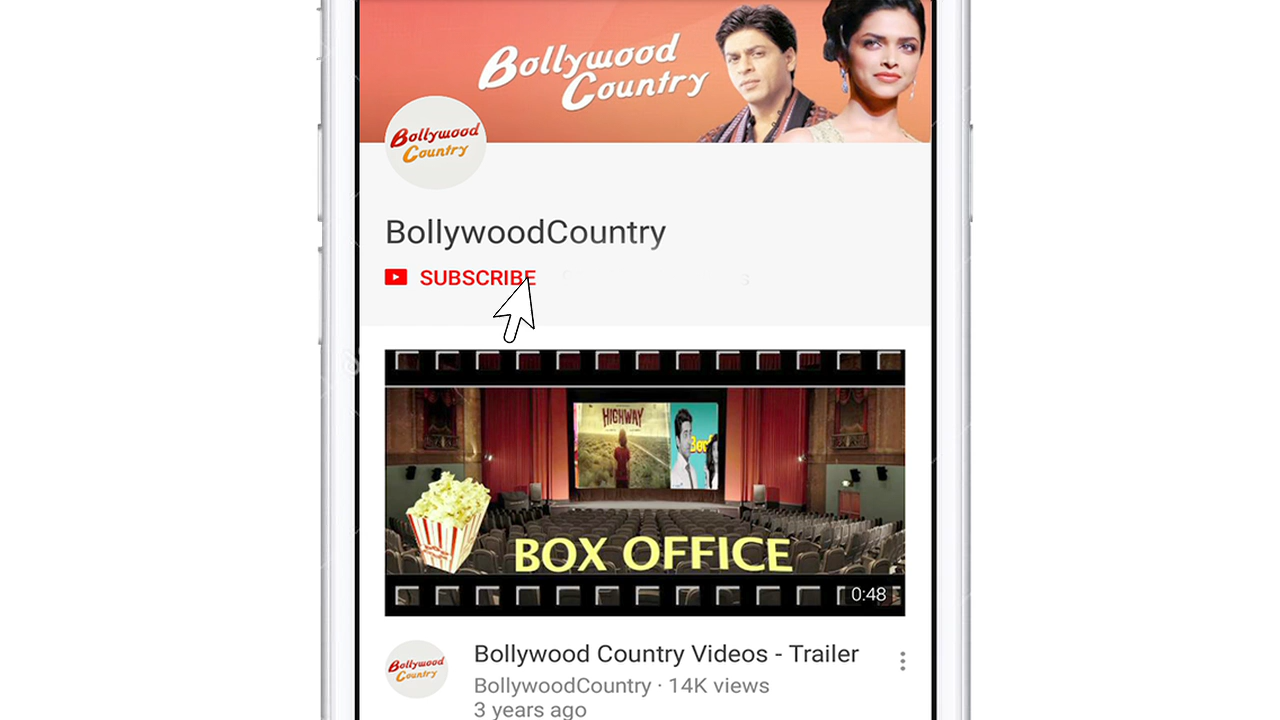 Bollywood
Country
Bollywood
Country
BollywoodCountry
SUBSCRIBE
HIGHWAY
BOX OFFICE
0:48
Bollywood
Country
Bollywood Country Videos - Trailer
BollywoodCountry · 14K views
3 years ago